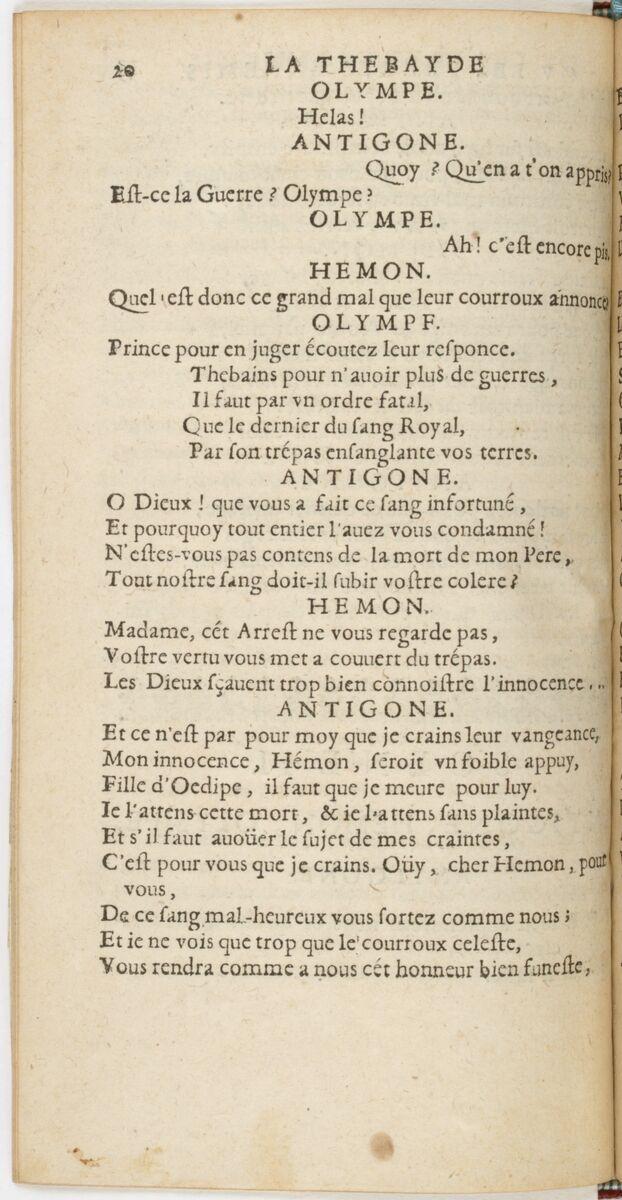 20 LA THEBAYDE
OLYMPE.
Helas !
ANTIGONE.
Quoy ? Qu'en a t'on appris?
Eſt-ce la Guerre ? Olympe ?
OLYMPE.
Ah ! c'eſt encore pis.
HEMON.
Quel eſt donc ce grand mal que leur courroux annonce?
OLYMPF.
Prince pour en juger écoutez leur reſponce.
Thebains pour n'auoir plus de guerres ,
Il faut par vn ordre fatal,
Que le dernier du ſang Royal,
Par ſon trépas enſanglante vos terres.
ANTIGONE.
O Dieux ! que vous a fait ce ſang infortuné ,
Et pourquoy tout entier l'auez vous condamné !
N'eſtes-vous pas contens de la mort de mon Pere,
Tout noſtre ſang doit-il ſubir voſtre colere ?
HEMON.
Madame, cét Arreſt ne vous regarde pas ,
Voſtre vertu vous met a couuert du trépas.
Les Dieux ſçauent trop bien connoiſtre l'innocence...
ANTIGONE.
Et ce n'eſt par pour moy que je crains leur vangeance,
Mon innocence, Hémon, ſeroit vn foible appuy,
Fille d'Oedipe, il faut que je meure pour luy.
Ie l'attens cette mort, & ie l'attens ſans plaintes,
Et s'il faut auoüer le ſujet de mes craintes,
C'eſt pour vous que je crains. Oüy, cher Hemon, pour
vous,
De ce ſang mal-heureux vous ſortez comme nous ;
Et ie ne vois que trop que le courroux celeſte,
Vous rendra comme a nous cét honneur bien funeſte,